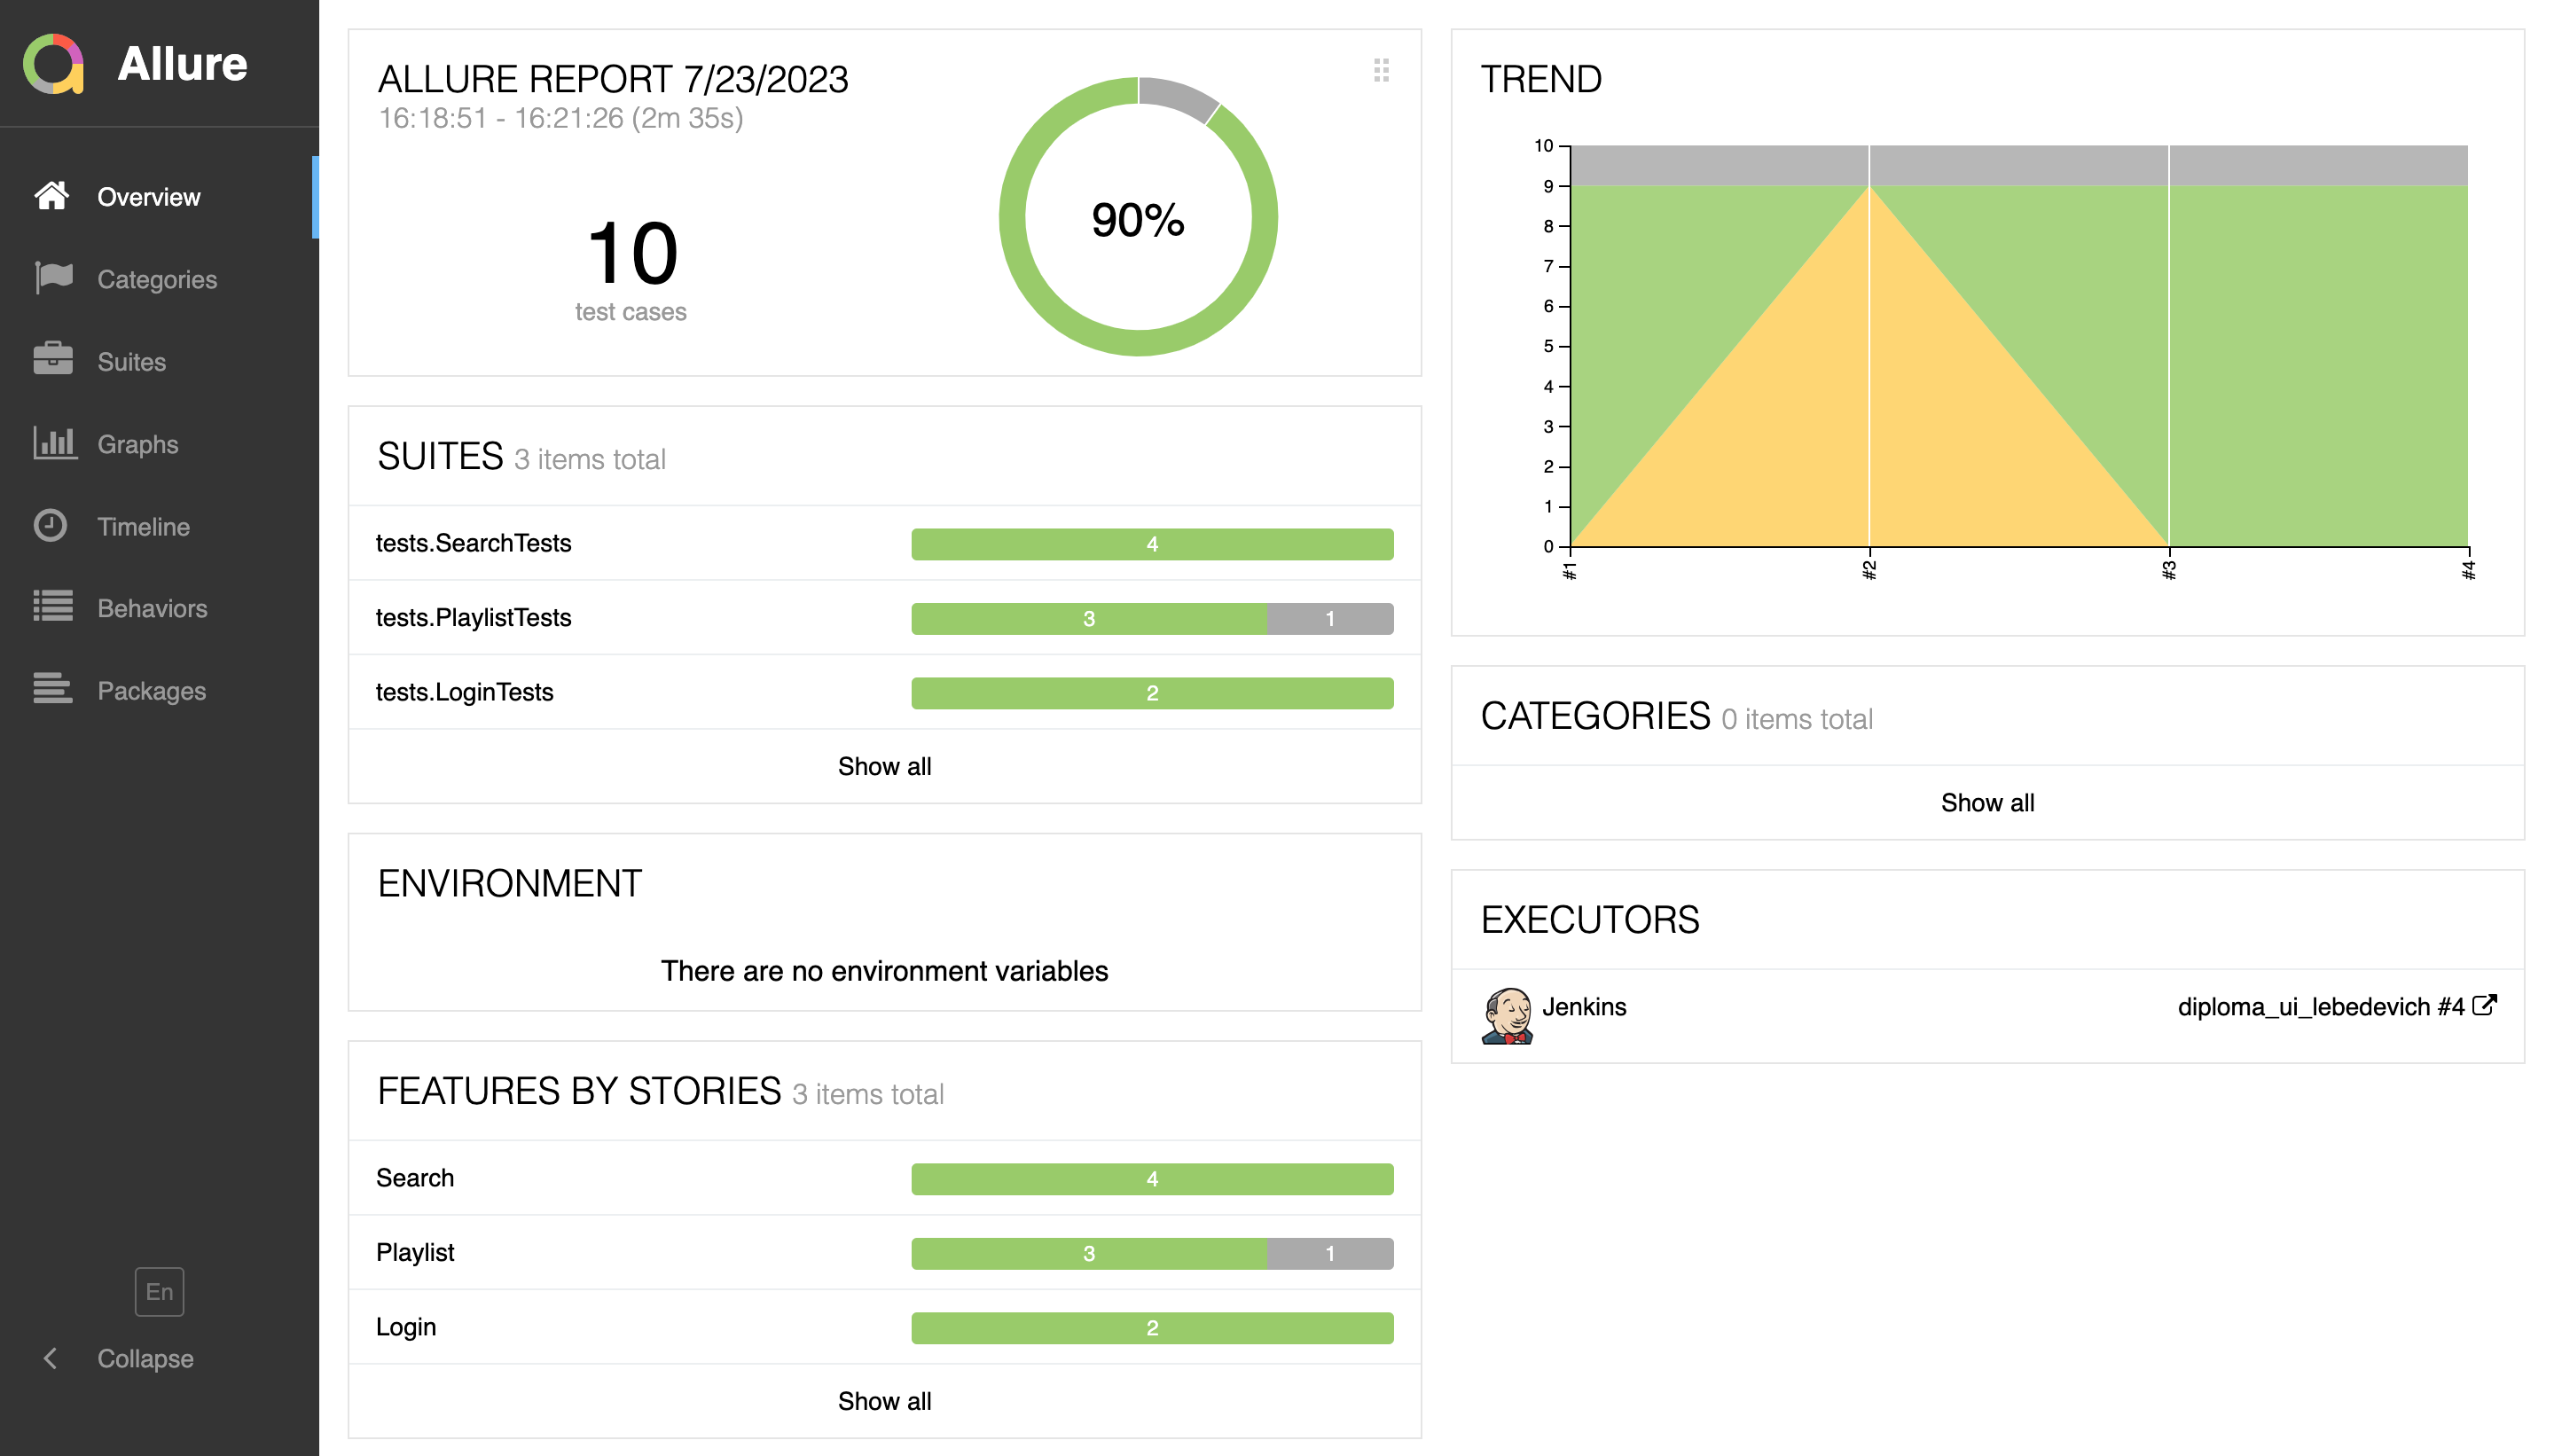 Allure
Overview
Categories
Suites
Graphs
Timeline
Behaviors
Packages
En
Collapse
ALLURE REPORT 7/23/2023
16:18:51 - 16:21:26 (2m 35s)
10
test cases
90%
SUITES 3 items total
tests.SearchTests 4
tests.PlaylistTests 3 1
tests.LoginTests 2
Show all
ENVIRONMENT
There are no environment variables
FEATURES BY STORIES 3 items total
Search 4
Playlist 3 1
Login 2
Show all
TREND
10
9
8
7
6
5
4
3
2
1
0
#1 #2 #3 #4
CATEGORIES 0 items total
Show all
EXECUTORS
Jenkins diploma_ui_lebedevich #4